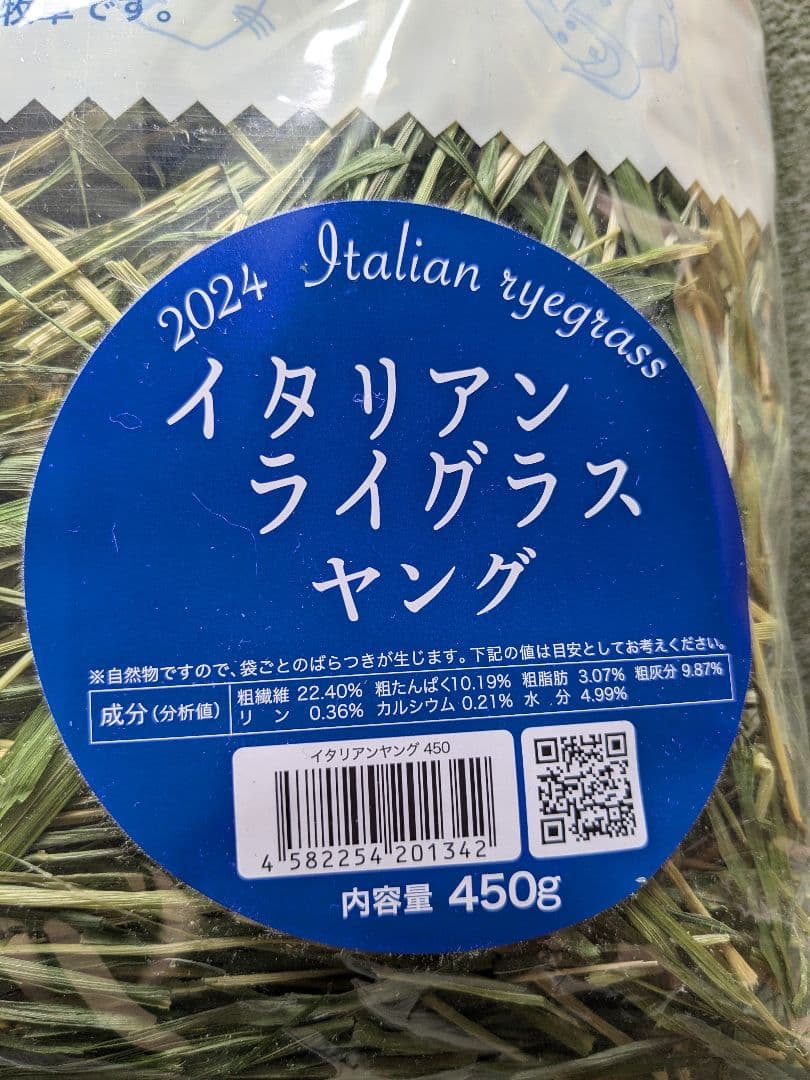 牧草です。
2024 Italian ryegrass
イタリアン
ライグラス
ヤング
※自然物ですので、袋ごとのばらつきが生じます。下記の値は目安としてお考えください。
成分(分析値)
粗繊維 22.40% 粗たんぱく10.19% 粗脂肪 3.07% 粗灰分 9.87%
リン 0.36% カルシウム 0.21% 水分 4.99%
イタリアンヤング 450
4 582254 201342
内容量 450g